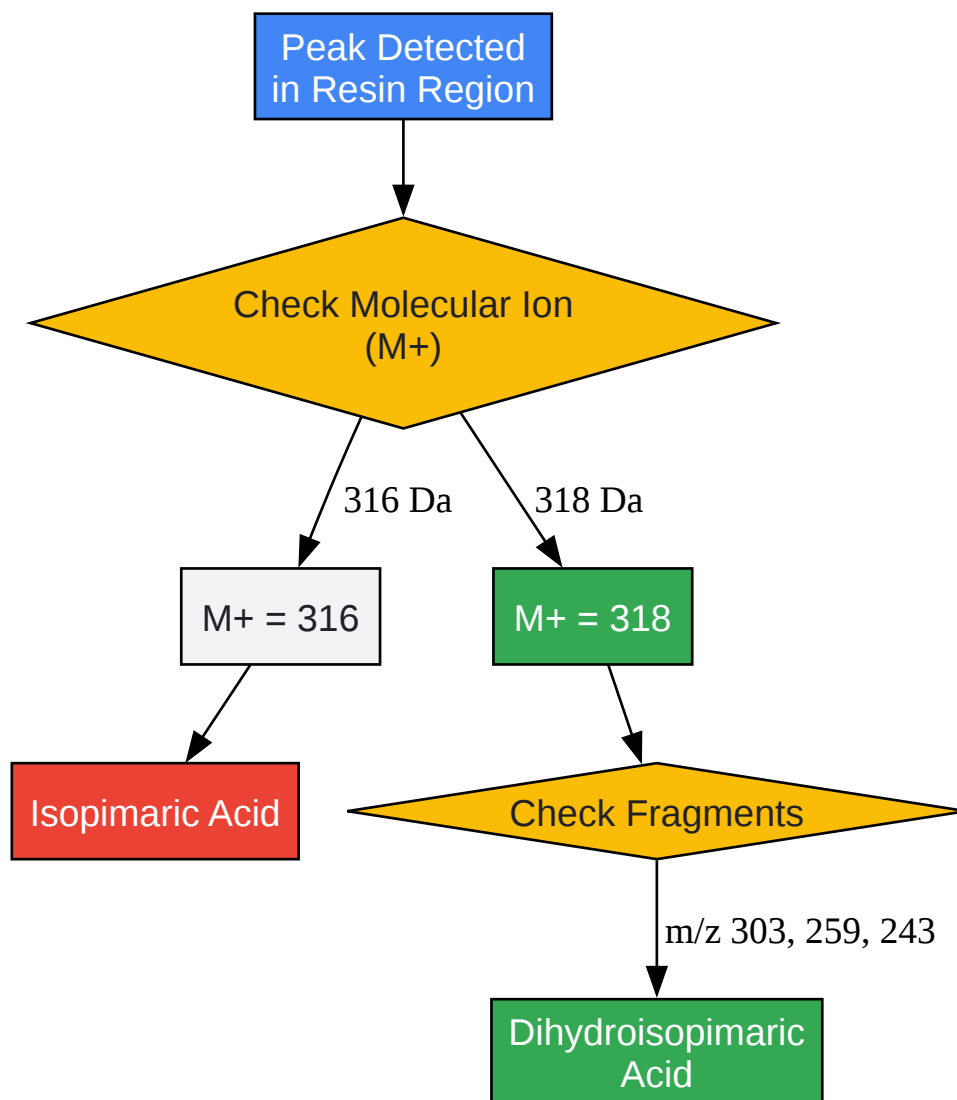 Peak Detected
in Resin Region
Check Molecular Ion
(M+)
316 Da
318 Da
M+ = 316
M+ = 318
Isopimaric Acid
Check Fragments
m/z 303, 259, 243
Dihydroisopimaric
Acid